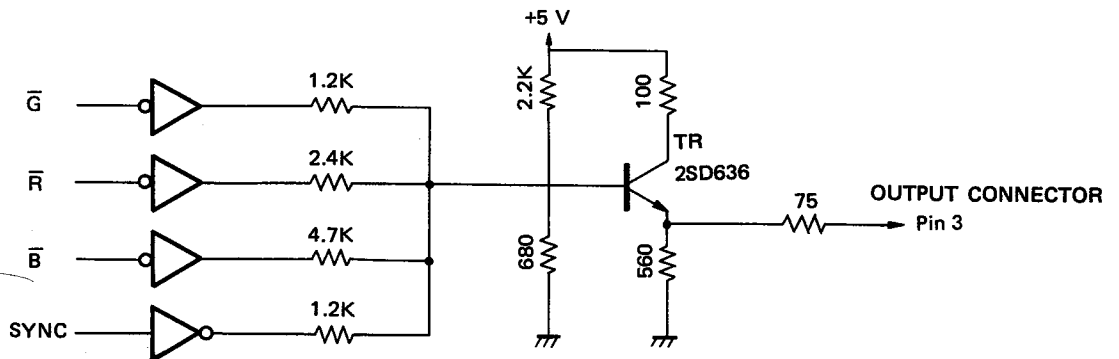 +5 V
G̅
1.2K
2.2K
100
TR
2SD636
R̅
2.4K
OUTPUT CONNECTOR
75
Pin 3
B̅
4.7K
680
560
SYNC
1.2K